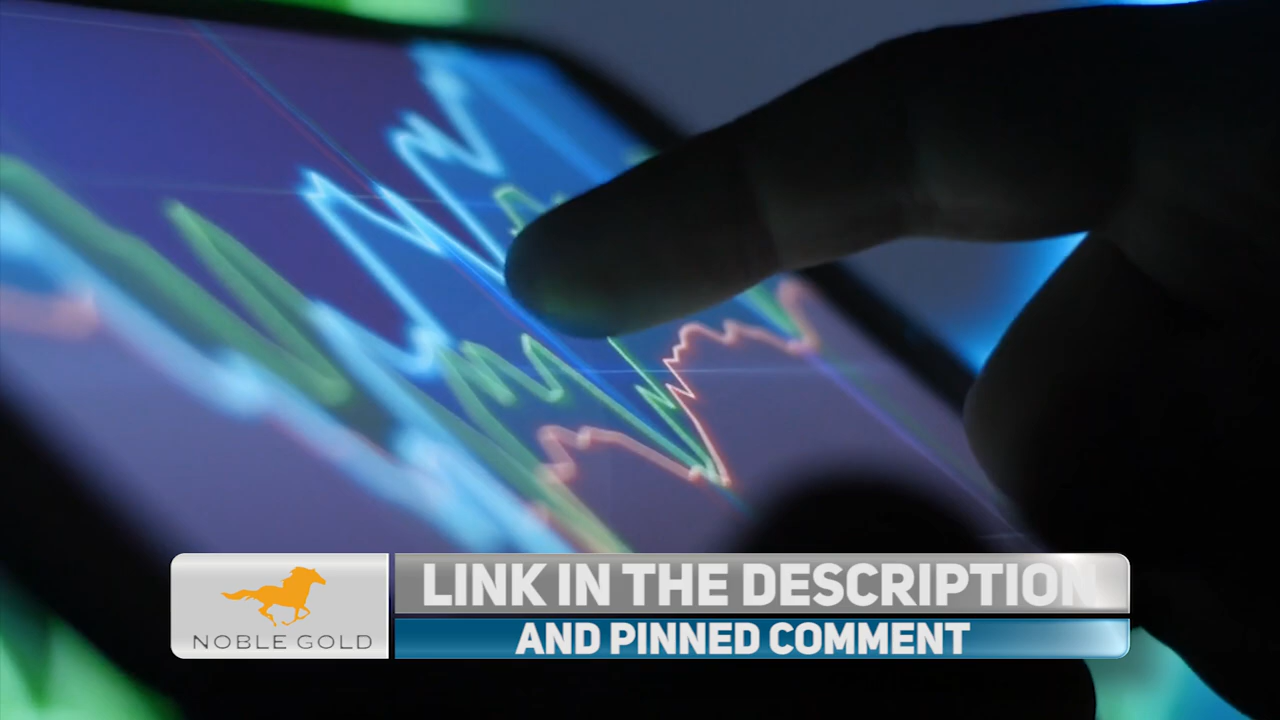 LINK IN THE DESCRIPTION
NOBLE GOLD
AND PINNED COMMENT